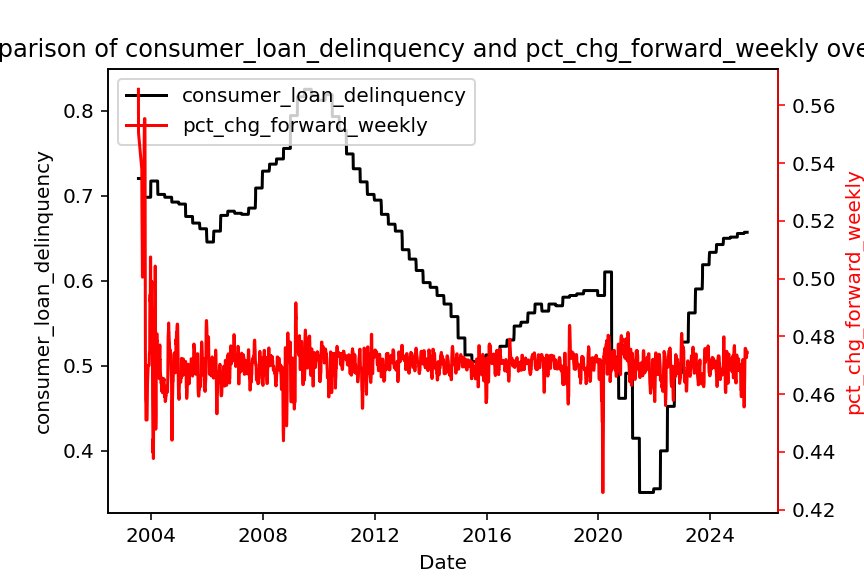 parison of consumer_loan_delinquency and pct_chg_forward_weekly ove
consumer_loan_delinquency
pct_chg_forward_weekly
consumer_loan_delinquency
0.8
0.7
0.6
0.5
0.4
0.56
0.54
0.52
0.50
0.48
0.46
0.44
0.42
pct_chg_forward_weekly
2004 2008 2012 2016 2020 2024
Date